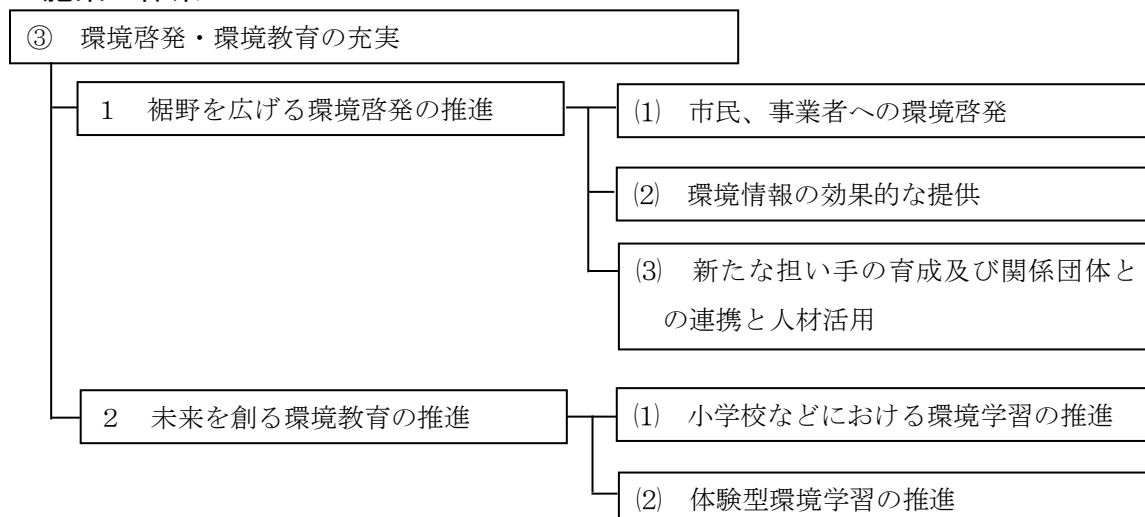 ③ 環境啓発・環境教育の充実
1 裾野を広げる環境啓発の推進
⑴ 市民、事業者への環境啓発
⑵ 環境情報の効果的な提供
⑶ 新たな担い手の育成及び関係団体と
の連携と人材活用
2 未来を創る環境教育の推進
⑴ 小学校などにおける環境学習の推進
⑵ 体験型環境学習の推進